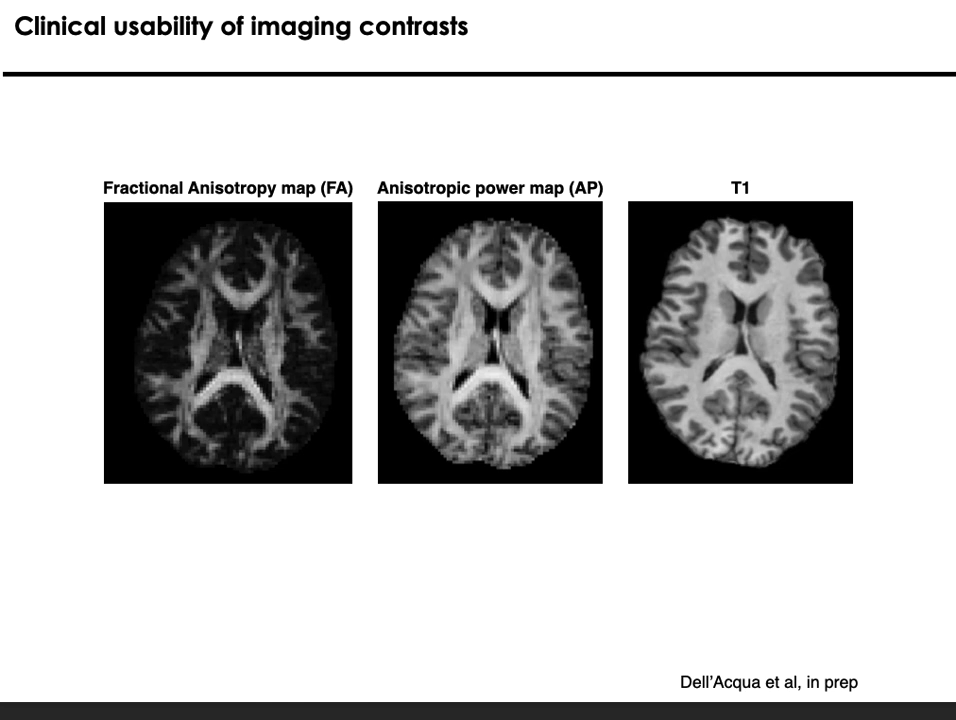 Clinical usability of imaging contrasts
Fractional Anisotropy map (FA)
Anisotropic power map (AP)
T1
Dell'Acqua et al, in prep